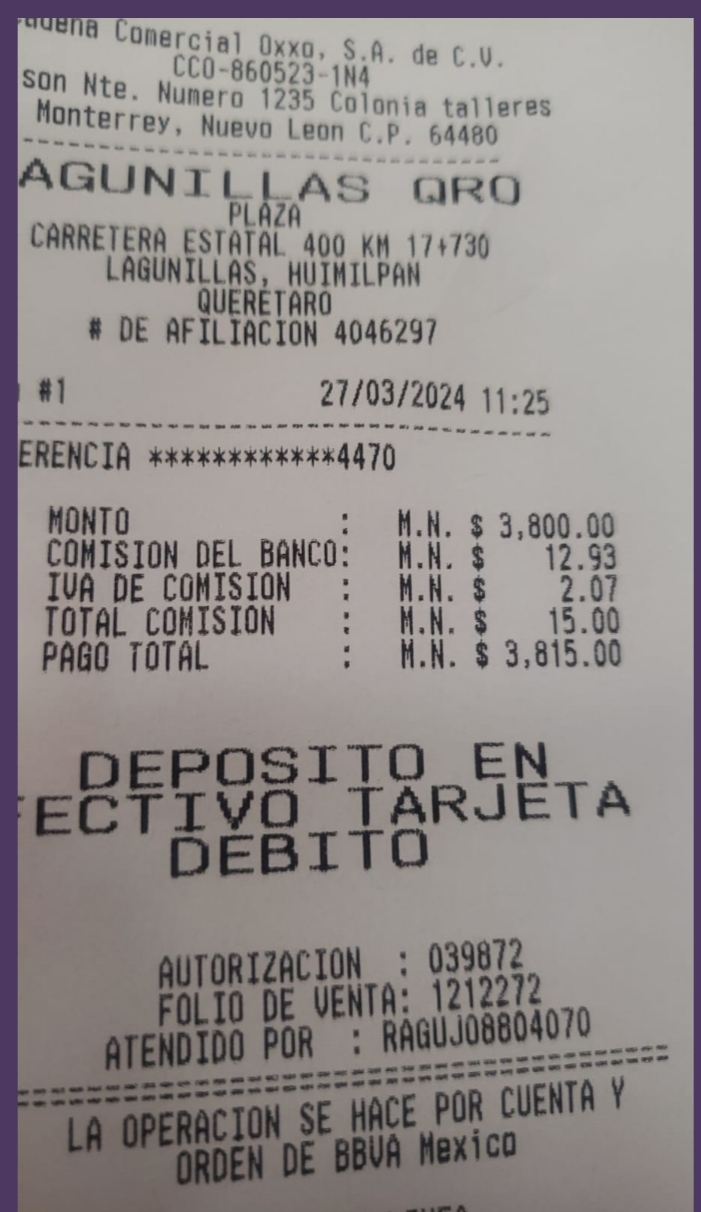 Comercial Oxxo, S.A. de C.V.
CCO-860523-1N4
son Nte. Numero 1235 Colonia talleres
Monterrey, Nuevo Leon C.P. 64480
AGUNILLAS QRO
PLAZA
CARRETERA ESTATAL 400 KM 17+730
LAGUNILLAS, HUIMILPAN
QUERETARO
# DE AFILIACION 4046297
#1 27/03/2024 11:25
ERENCIA ************4470
MONTO : M.N. $ 3,800.00
COMISION DEL BANCO: M.N. $ 12.93
IVA DE COMISION : M.N. $ 2.07
TOTAL COMISION : M.N. $ 15.00
PAGO TOTAL : M.N. $ 3,815.00
DEPOSITO EN
FECTIVO TARJETA
DEBITO
AUTORIZACION : 039872
FOLIO DE VENTA: 1212272
ATENDIDO POR : RAGUJ08804070
LA OPERACION SE HACE POR CUENTA Y
ORDEN DE BBVA Mexico